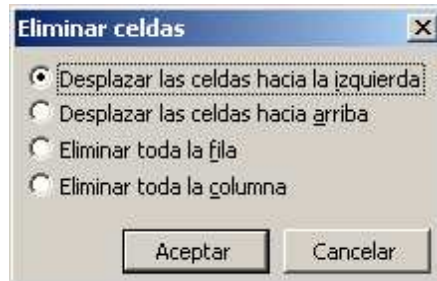 Eliminar celdas
Desplazar las celdas hacia la izquierda
Desplazar las celdas hacia arriba
Eliminar toda la fila
Eliminar toda la columna
Aceptar Cancelar